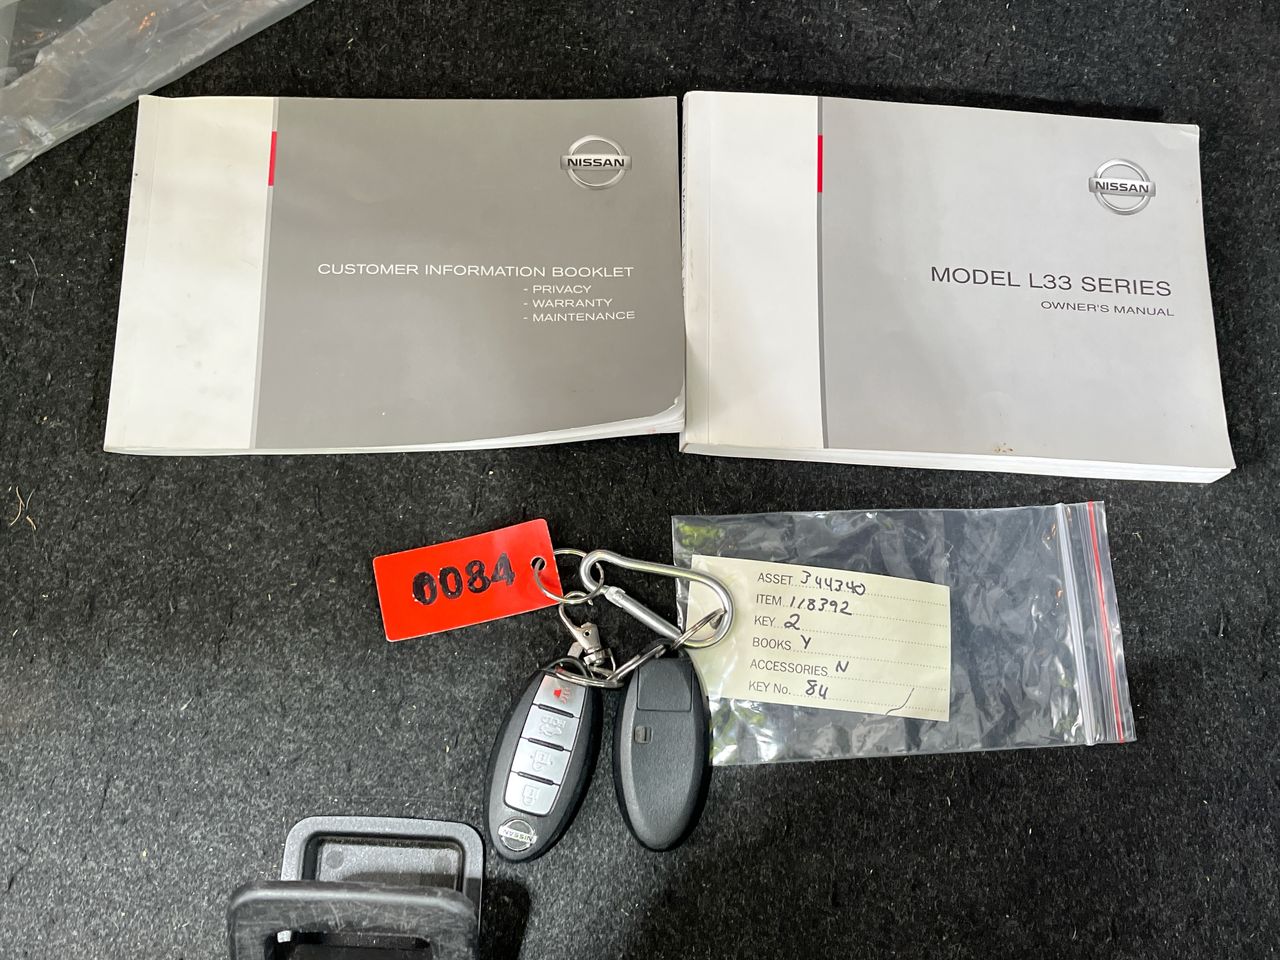 NISSAN
CUSTOMER INFORMATION BOOKLET
- PRIVACY
- WARRANTY
- MAINTENANCE
NISSAN
MODEL L33 SERIES
OWNER'S MANUAL
0084
ASSET 344340
ITEM 118392
KEY 2
BOOKS Y
ACCESSORIES N
KEY No. 84
NISSAN